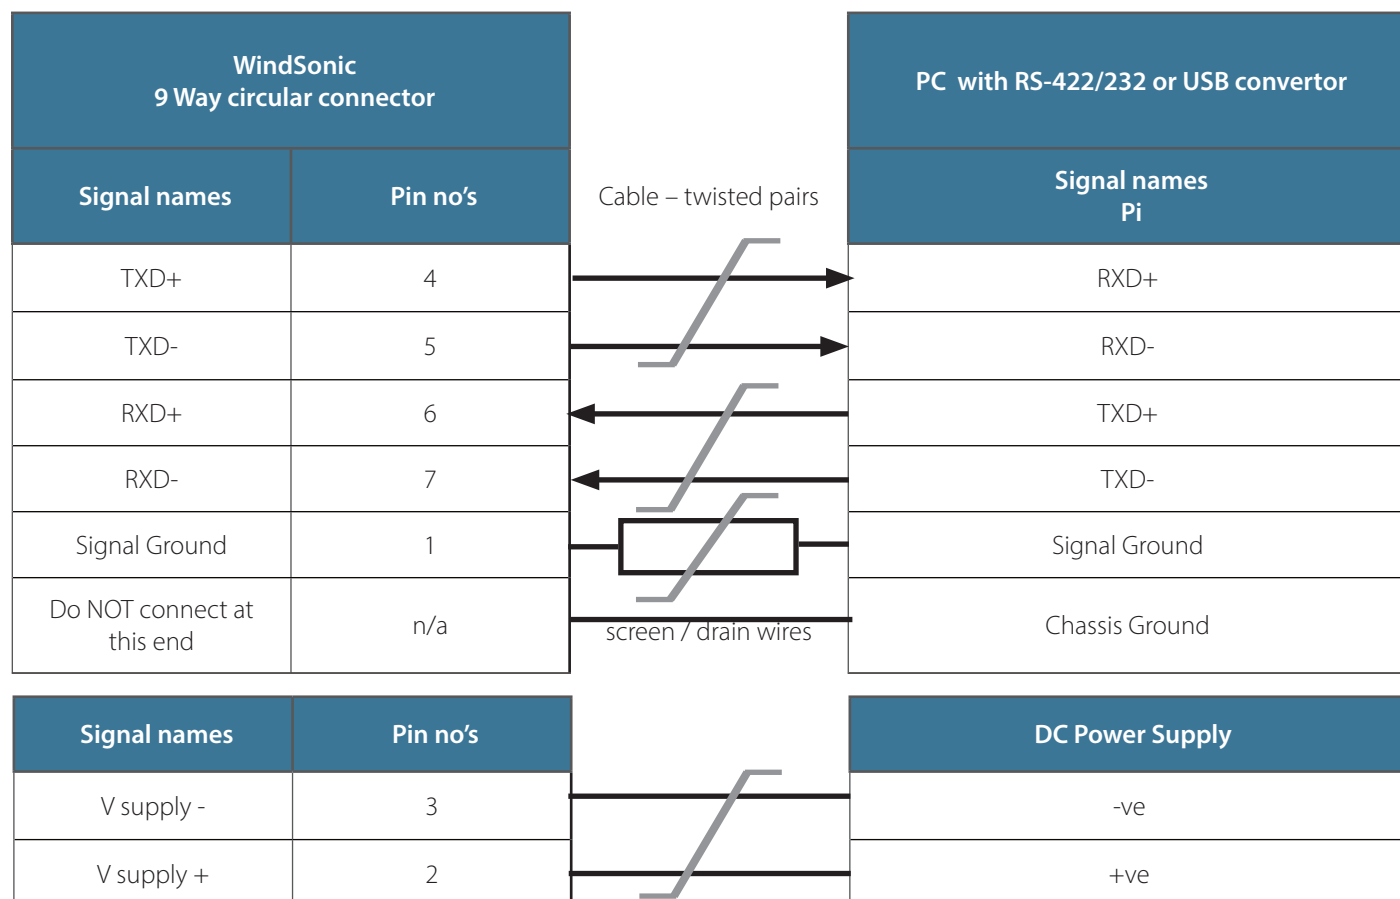 WindSonic
9 Way circular connector
PC with RS-422/232 or USB convertor
Signal names
Pin no's
Cable – twisted pairs
Signal names
Pi
TXD+
4
RXD+
TXD-
5
RXD-
RXD+
6
TXD+
RXD-
7
TXD-
Signal Ground
1
Signal Ground
Do NOT connect at
this end
n/a
screen / drain wires
Chassis Ground
Signal names
Pin no's
DC Power Supply
V supply -
3
-ve
V supply +
2
+ve